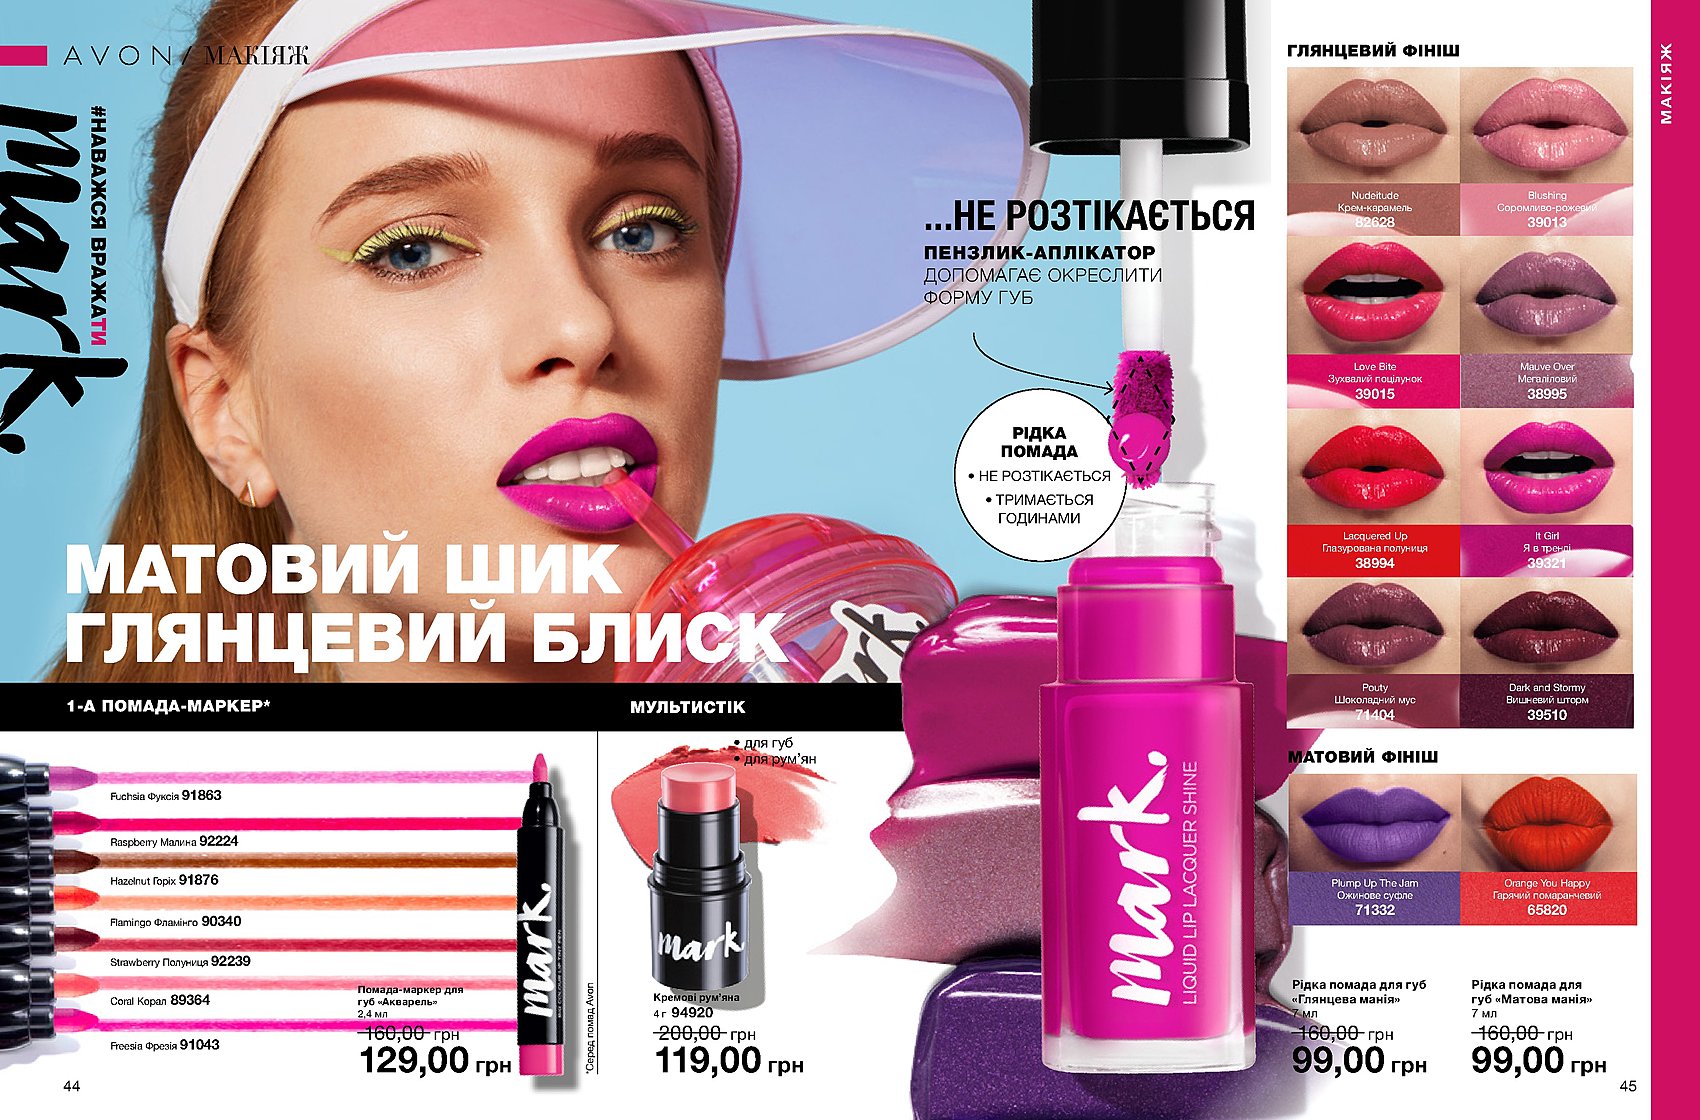 AVON / МАКІЯЖ
#НАВАЖСЯ ВРАЖАТИ
mark.
МАТОВИЙ ШИК
ГЛЯНЦЕВИЙ БЛИСК
1-А ПОМАДА-МАРКЕР*
Fuchsia Фуксія 91863
Raspberry Малина 92224
Hazelnut Горіх 91876
Flamingo Фламінго 90340
Strawberry Полуниця 92239
Coral Корал 89364
Freesia Фрезія 91043
Помада-маркер для
губ «Акварель»
2,4 мл
160,00 грн
129,00 грн
mark.
*Серед помад Avon
44
МУЛЬТИСТІК
• для губ
• для рум'ян
mark.
Кремові рум'яна
4 г 94920
200,00 грн
119,00 грн
...НЕ РОЗТІКАЄТЬСЯ
ПЕНЗЛИК-АПЛІКАТОР
ДОПОМАГАЄ ОКРЕСЛИТИ
ФОРМУ ГУБ
РІДКА
ПОМАДА
• НЕ РОЗТІКАЄТЬСЯ
• ТРИМАЄТЬСЯ
ГОДИНАМИ
mark.
LIQUID LIP LACQUER SHINE
МАКІЯЖ
ГЛЯНЦЕВИЙ ФІНІШ
Nudeitude
Крем-карамель
82628
Blushing
Соромливо-рожевий
39013
Love Bite
Зухвалий поцілунок
39015
Mauve Over
Мегаліловий
38995
Lacquered Up
Глазурована полуниця
38994
It Girl
Я в тренді
39321
Pouty
Шоколадний мус
71404
Dark and Stormy
Вишневий шторм
39510
МАТОВИЙ ФІНІШ
Plump Up The Jam
Ожинове суфле
71332
Orange You Happy
Гарячий помаранчевий
65820
Рідка помада для губ
«Глянцева манія»
7 мл
160,00 грн
99,00 грн
Рідка помада для
губ «Матова манія»
7 мл
160,00 грн
99,00 грн
45